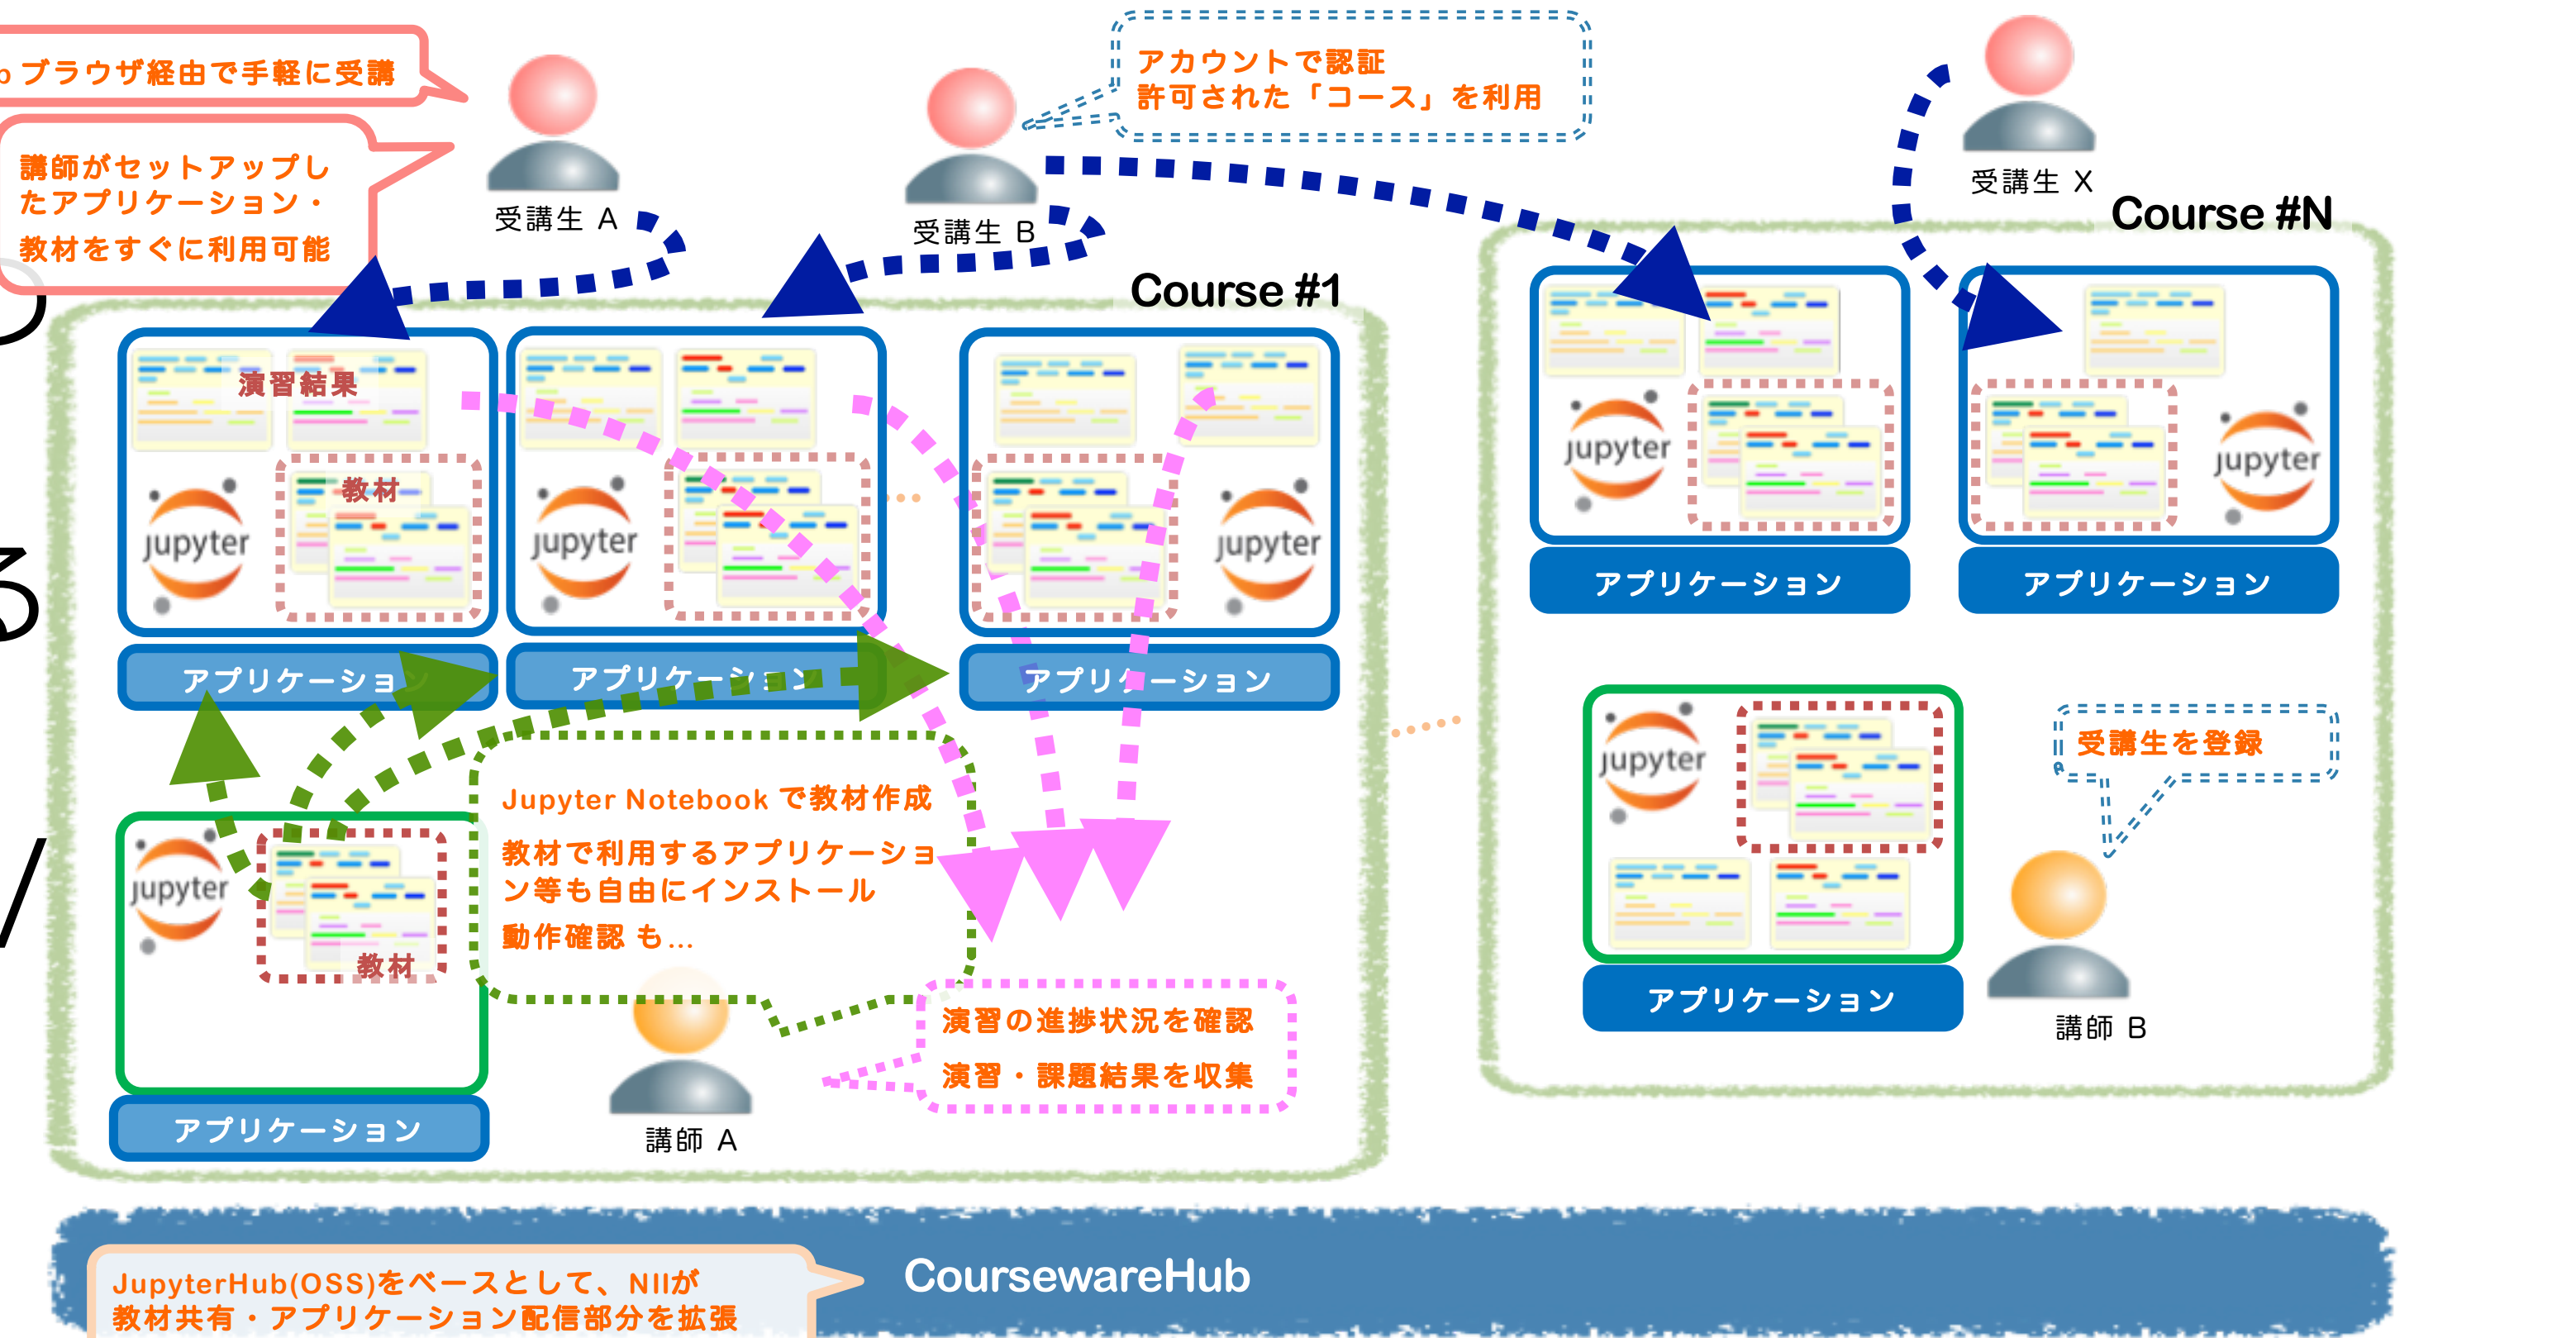 ブラウザ経由で手軽に受講
講師がセットアップし
たアプリケーション・
教材をすぐに利用可能
受講生 A
受講生 B
アカウントで認証
許可された「コース」を利用
受講生 X
Course #1
Course #N
演習結果
教材
jupyter
jupyter
jupyter
アプリケーション
アプリケーション
アプリケーション
jupyter
jupyter
アプリケーション
アプリケーション
る
/
jupyter
教材
アプリケーション
Jupyter Notebook で教材作成
教材で利用するアプリケーショ
ン等も自由にインストール
動作確認 も...
講師 A
演習の進捗状況を確認
演習・課題結果を収集
jupyter
アプリケーション
受講生を登録
講師 B
CoursewareHub
JupyterHub(OSS)をベースとして、NIIが
教材共有・アプリケーション配信部分を拡張